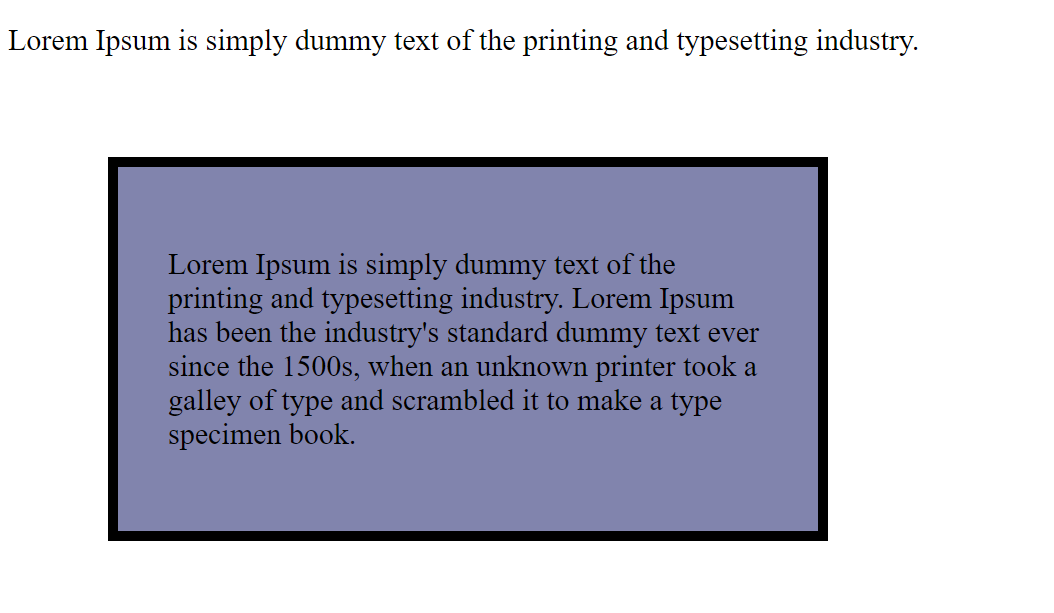 Lorem Ipsum is simply dummy text of the printing and typesetting industry.
Lorem Ipsum is simply dummy text of the
printing and typesetting industry. Lorem Ipsum
has been the industry's standard dummy text ever
since the 1500s, when an unknown printer took a
galley of type and scrambled it to make a type
specimen book.